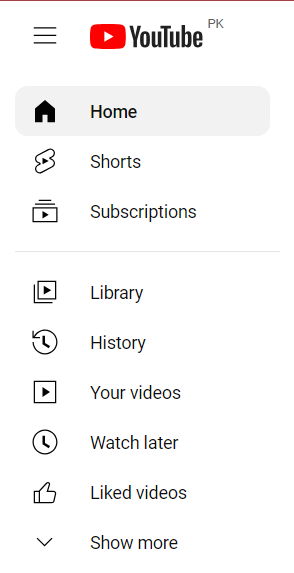 YouTube PK
Home
Shorts
Subscriptions
Library
History
Your videos
Watch later
Liked videos
Show more